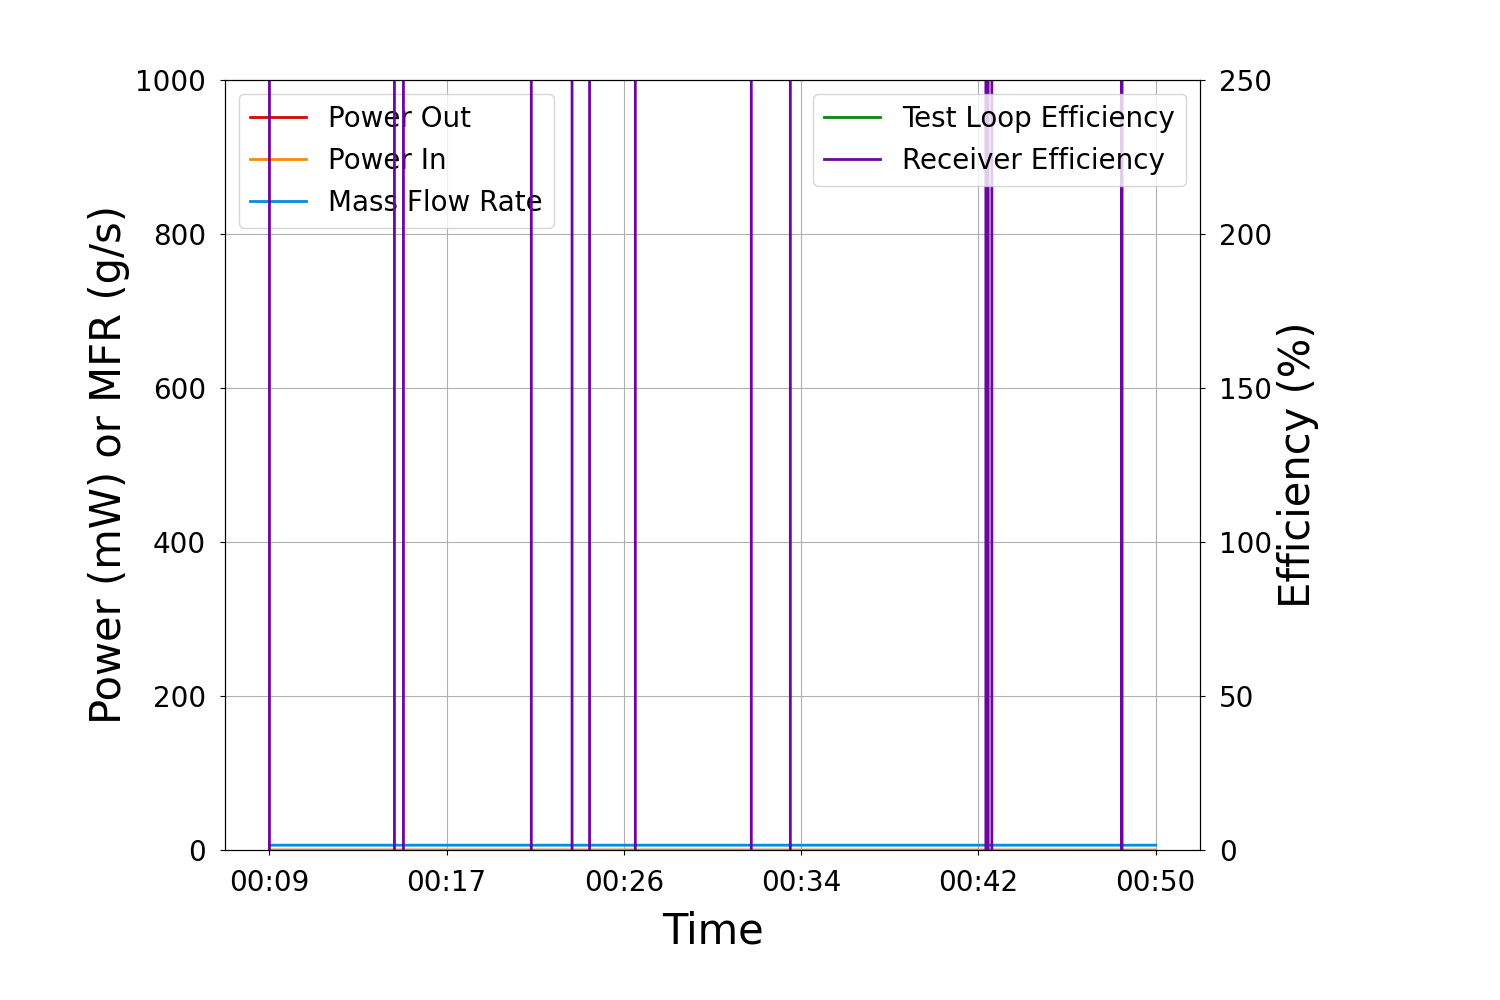 1000
800
600
400
200
0
Power (mW) or MFR (g/s)
Power Out
Power In
Mass Flow Rate
Test Loop Efficiency
Receiver Efficiency
250
200
150
100
50
0
Efficiency (%)
00:09 00:17 00:26 00:34 00:42 00:50
Time